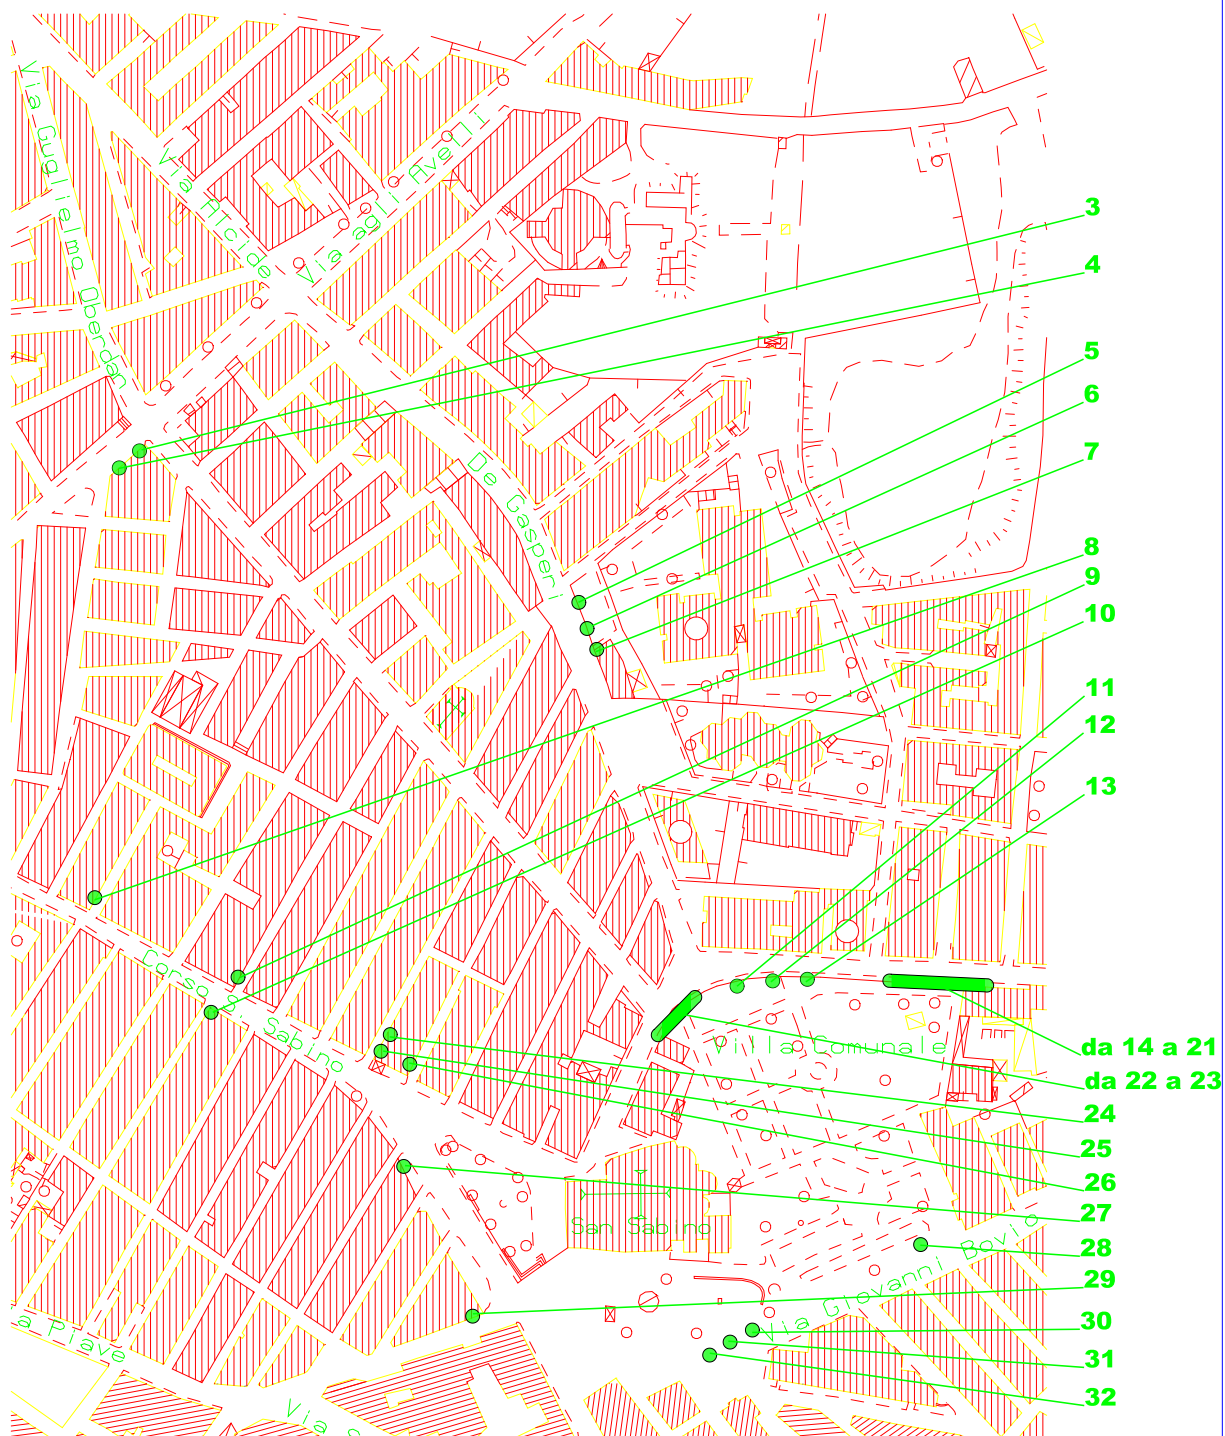 Via Guglielmo Oberdan
Via Alcide
Via agli Avelli
3
4
5
6
7
De Gasperi
8
9
10
11
12
13
Corso S. Sabino
Villa Comunale
da 14 a 21
da 22 a 23
24
25
26
27
San Sabino
28
Via Giovanni Bovio
29
30
31
32
a Piave
Via S